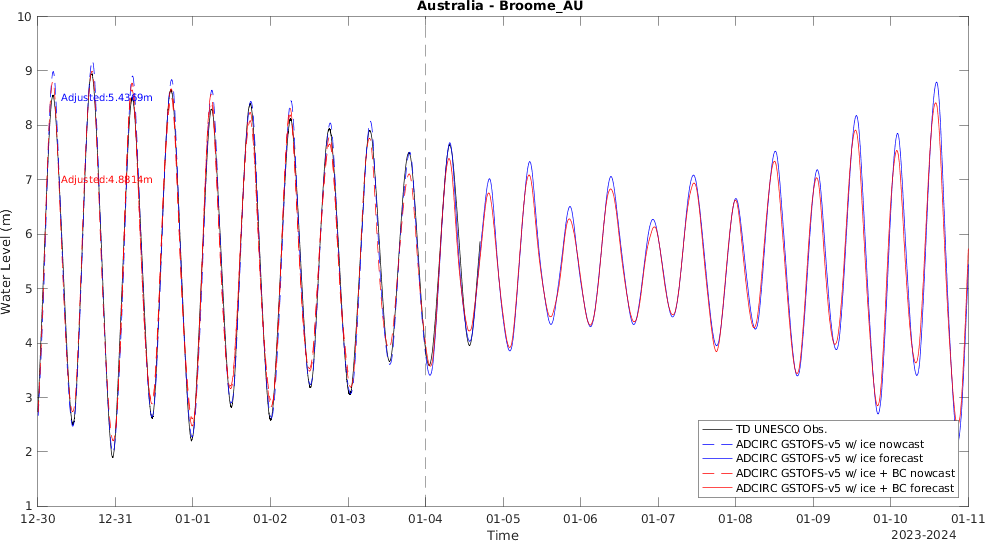 Australia - Broome_AU
10
9
8
7
6
5
4
3
2
1
Water Level (m)
Adjusted:5.4369m
Adjusted:4.8814m
TD UNESCO Obs.
ADCIRC GSTOFS-v5 w/ ice nowcast
ADCIRC GSTOFS-v5 w/ ice forecast
ADCIRC GSTOFS-v5 w/ ice + BC nowcast
ADCIRC GSTOFS-v5 w/ ice + BC forecast
12-30 12-31 01-01 01-02 01-03 01-04 01-05 01-06 01-07 01-08 01-09 01-10 01-11
Time
2023-2024